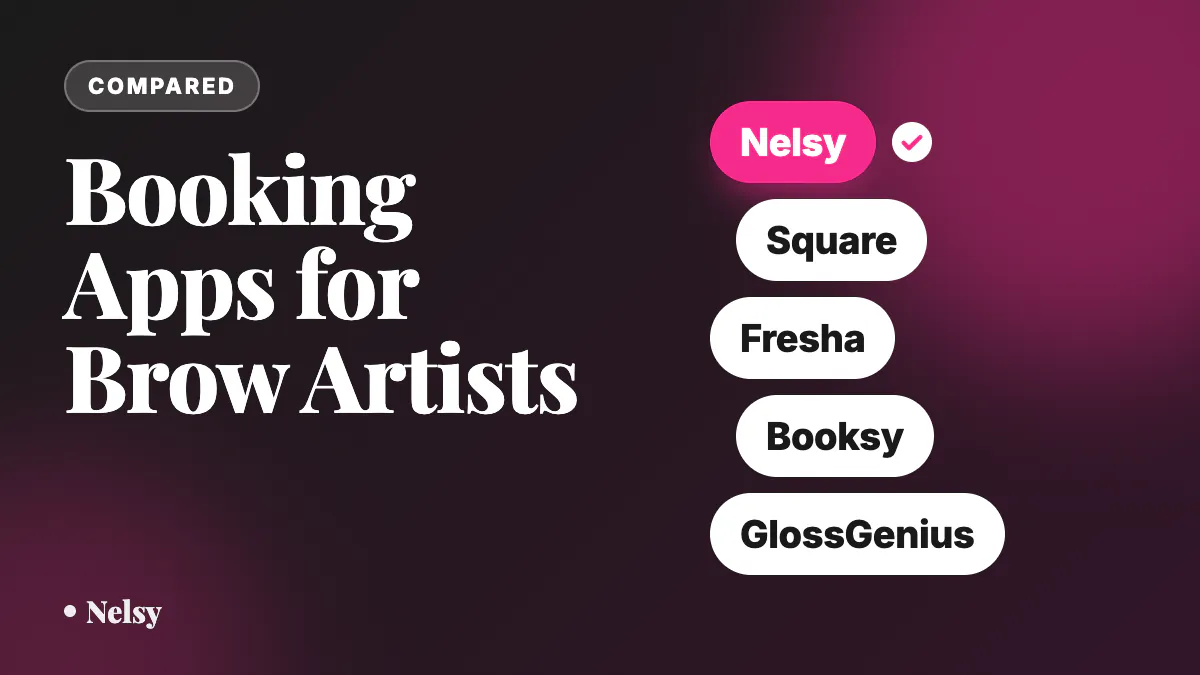 COMPARED
Booking
Apps for
Brow Artists
Nelsy
Nelsy
Square
Fresha
Booksy
GlossGenius